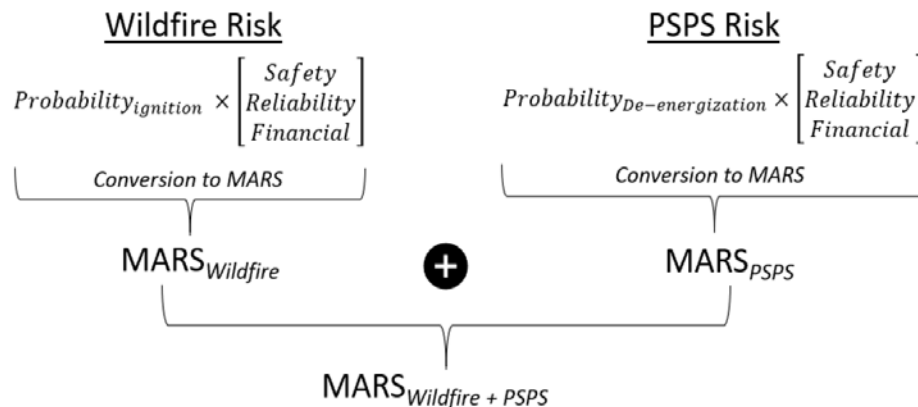 Wildfire Risk
PSPS Risk
Probability_ignition × [Safety Reliability Financial]
Probability_De-energization × [Safety Reliability Financial]
Conversion to MARS
Conversion to MARS
MARS_Wildfire
+
MARS_PSPS
MARS_Wildfire + PSPS